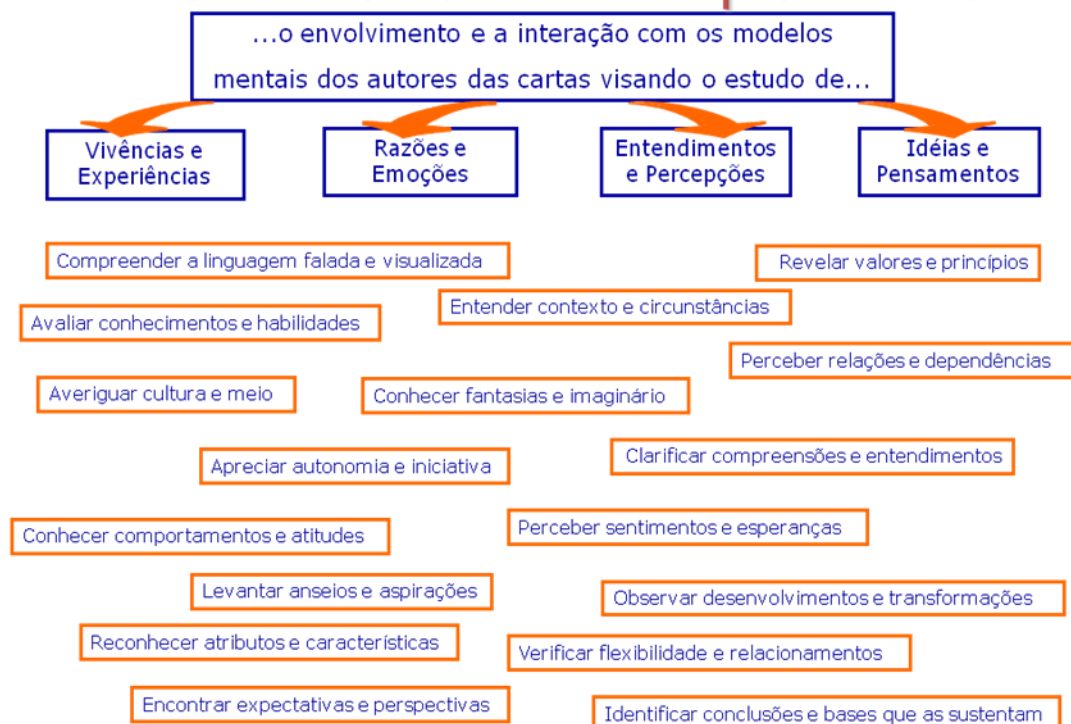 ...o envolvimento e a interação com os modelos
mentais dos autores das cartas visando o estudo de...
Vivências e
Experiências
Razões e
Emoções
Entendimentos
e Percepções
Idéias e
Pensamentos
Compreender a linguagem falada e visualizada
Revelar valores e princípios
Entender contexto e circunstâncias
Avaliar conhecimentos e habilidades
Perceber relações e dependências
Averiguar cultura e meio
Conhecer fantasias e imaginário
Clarificar compreensões e entendimentos
Apreciar autonomia e iniciativa
Perceber sentimentos e esperanças
Conhecer comportamentos e atitudes
Levantar anseios e aspirações
Observar desenvolvimentos e transformações
Reconhecer atributos e características
Verificar flexibilidade e relacionamentos
Encontrar expectativas e perspectivas
Identificar conclusões e bases que as sustentam